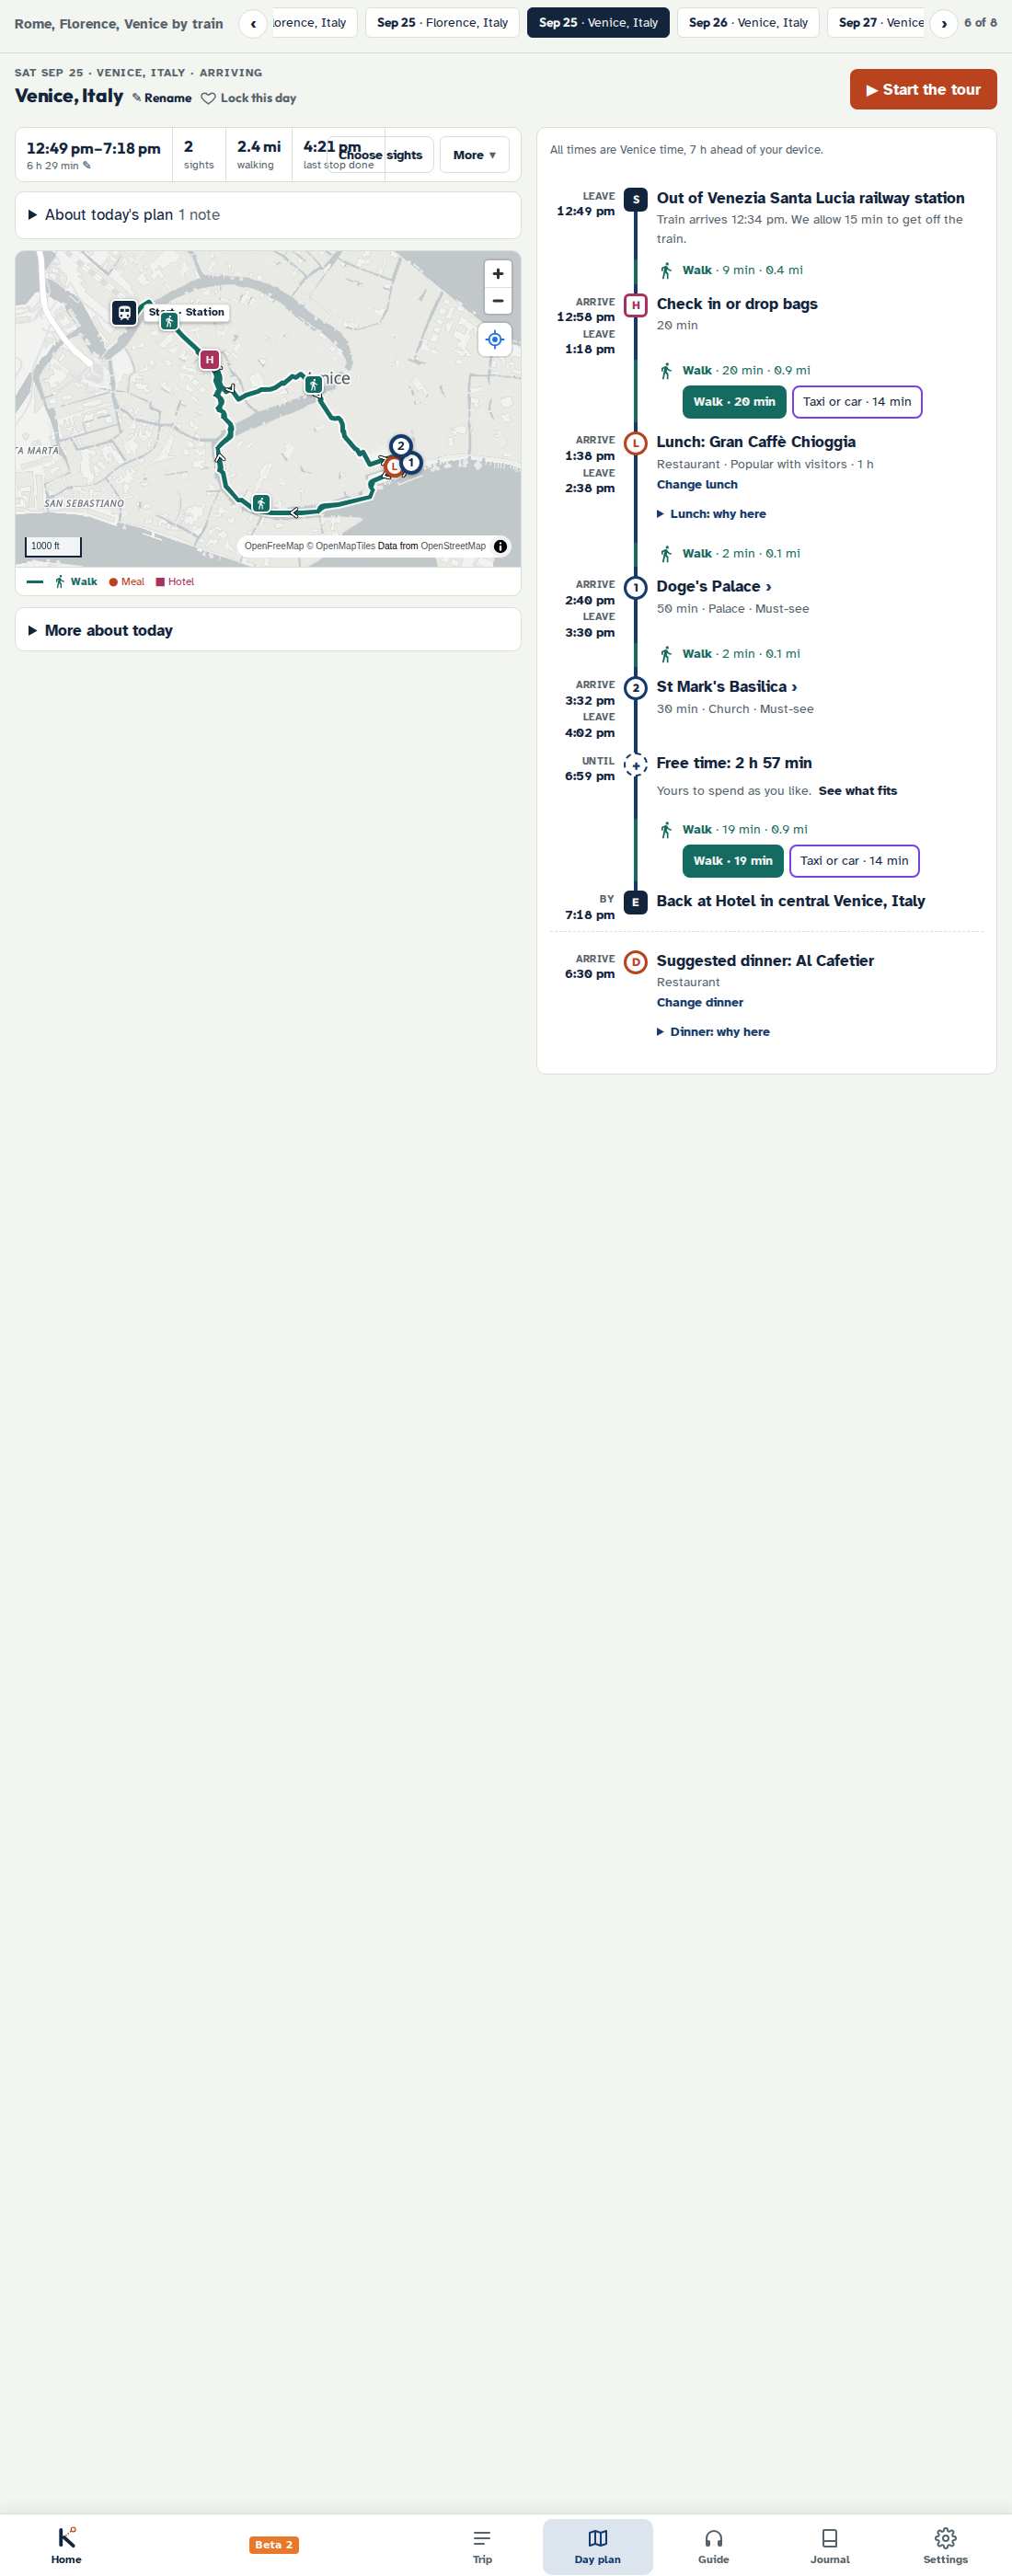 Rome, Florence, Venice by train
‹
lorence, Italy
Sep 25 · Florence, Italy
Sep 25 · Venice, Italy
Sep 26 · Venice, Italy
Sep 27 · Venice
›
6 of 8
SAT SEP 25 · VENICE, ITALY · ARRIVING
Venice, Italy
✎ Rename
Lock this day
▶ Start the tour
12:49 pm–7:18 pm
6 h 29 min ✎
2
sights
2.4 mi
walking
4:21 pm
last stop done
Choose sights
More ▾
▶ About today's plan 1 note
Start · Station
H
nice
2
1
L
TA MARTA
SAN SEBASTIANO
+
−
1000 ft
OpenFreeMap © OpenMapTiles Data from OpenStreetMap
Walk
Meal
Hotel
▶ More about today
All times are Venice time, 7 h ahead of your device.
LEAVE
12:49 pm
S
Out of Venezia Santa Lucia railway station
Train arrives 12:34 pm. We allow 15 min to get off the
train.
Walk · 9 min · 0.4 mi
ARRIVE
12:58 pm
LEAVE
1:18 pm
H
Check in or drop bags
20 min
Walk · 20 min · 0.9 mi
Walk · 20 min
Taxi or car · 14 min
ARRIVE
1:38 pm
LEAVE
2:38 pm
L
Lunch: Gran Caffè Chioggia
Restaurant · Popular with visitors · 1 h
Change lunch
▶ Lunch: why here
Walk · 2 min · 0.1 mi
ARRIVE
2:40 pm
LEAVE
3:30 pm
1
Doge's Palace ›
50 min · Palace · Must-see
Walk · 2 min · 0.1 mi
ARRIVE
3:32 pm
LEAVE
4:02 pm
2
St Mark's Basilica ›
30 min · Church · Must-see
UNTIL
6:59 pm
+
Free time: 2 h 57 min
Yours to spend as you like. See what fits
Walk · 19 min · 0.9 mi
Walk · 19 min
Taxi or car · 14 min
BY
7:18 pm
E
Back at Hotel in central Venice, Italy
ARRIVE
6:30 pm
D
Suggested dinner: Al Cafetier
Restaurant
Change dinner
▶ Dinner: why here
Home
Beta 2
Trip
Day plan
Guide
Journal
Settings